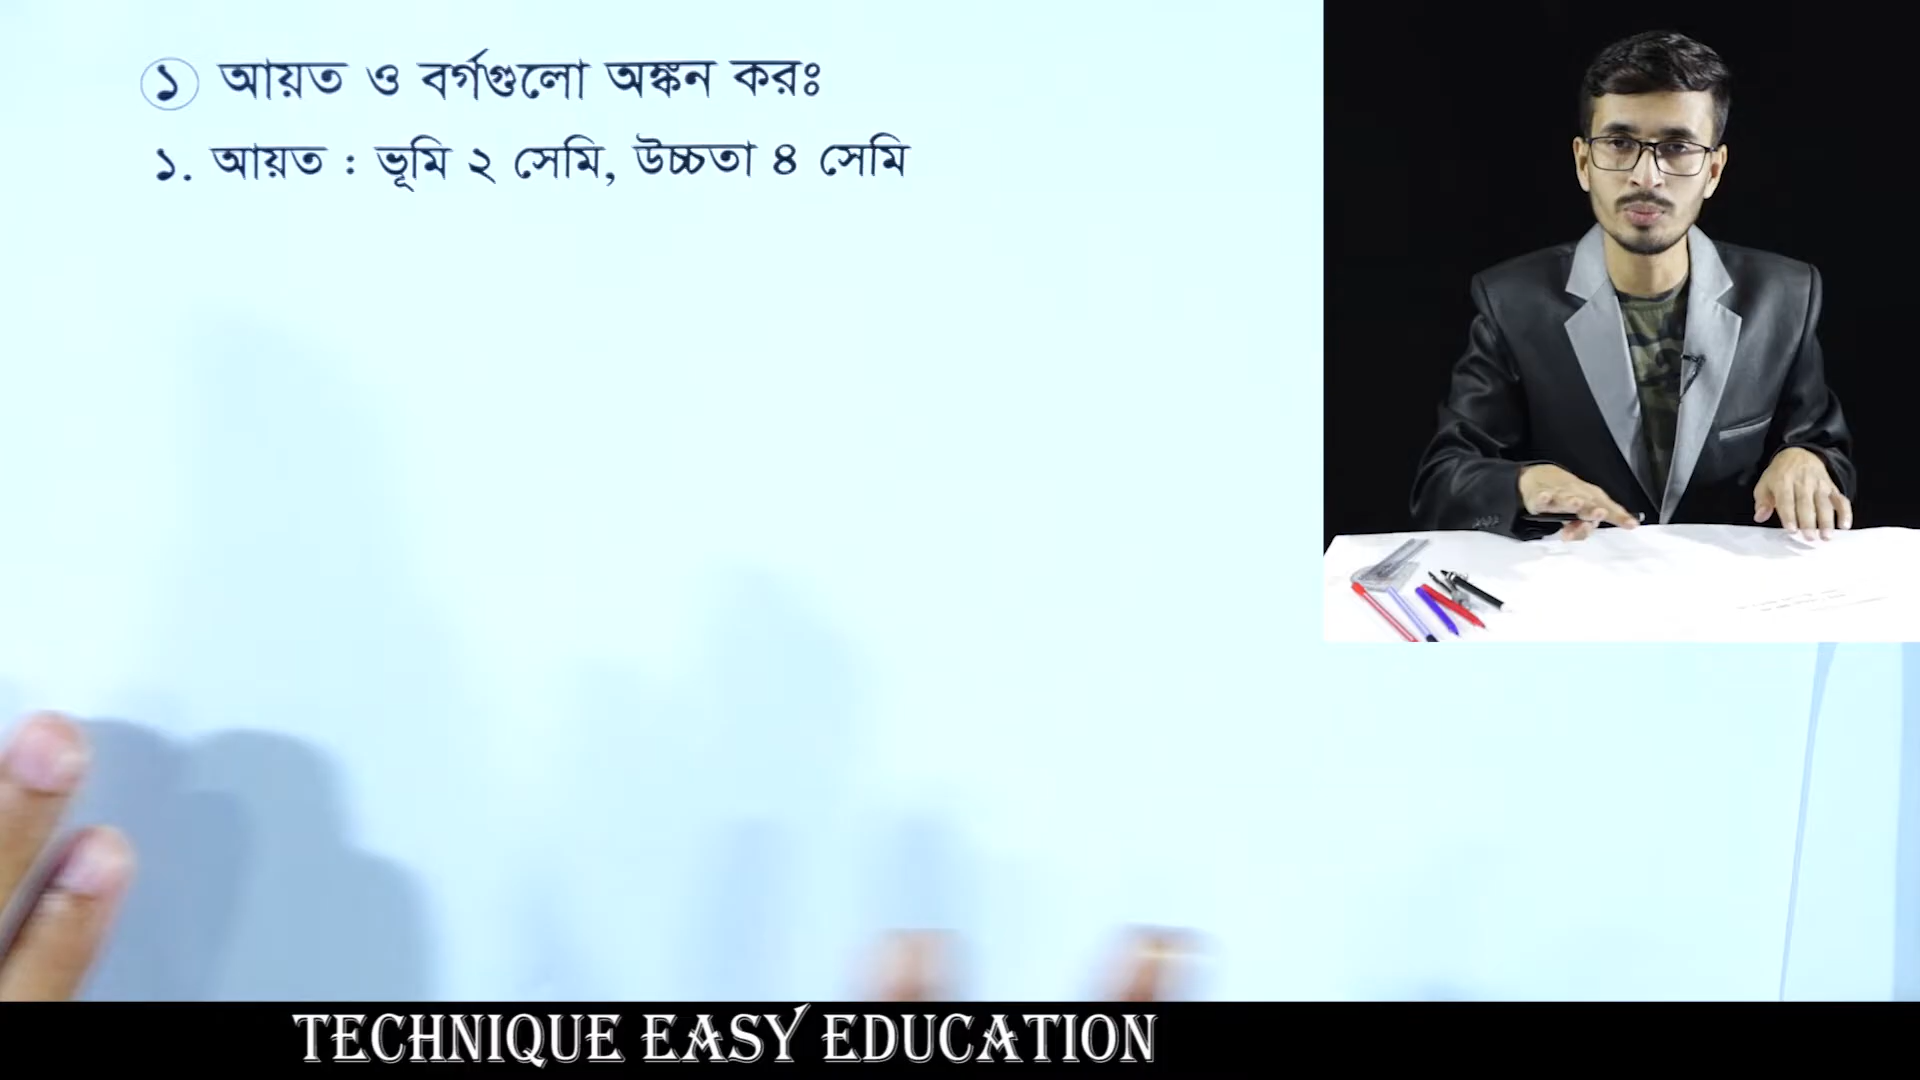 ১ আয়ত ও বর্গগুলো অঙ্কন করঃ
১. আয়ত : ভূমি ২ সেমি, উচ্চতা ৪ সেমি
TECHNIQUE EASY EDUCATION